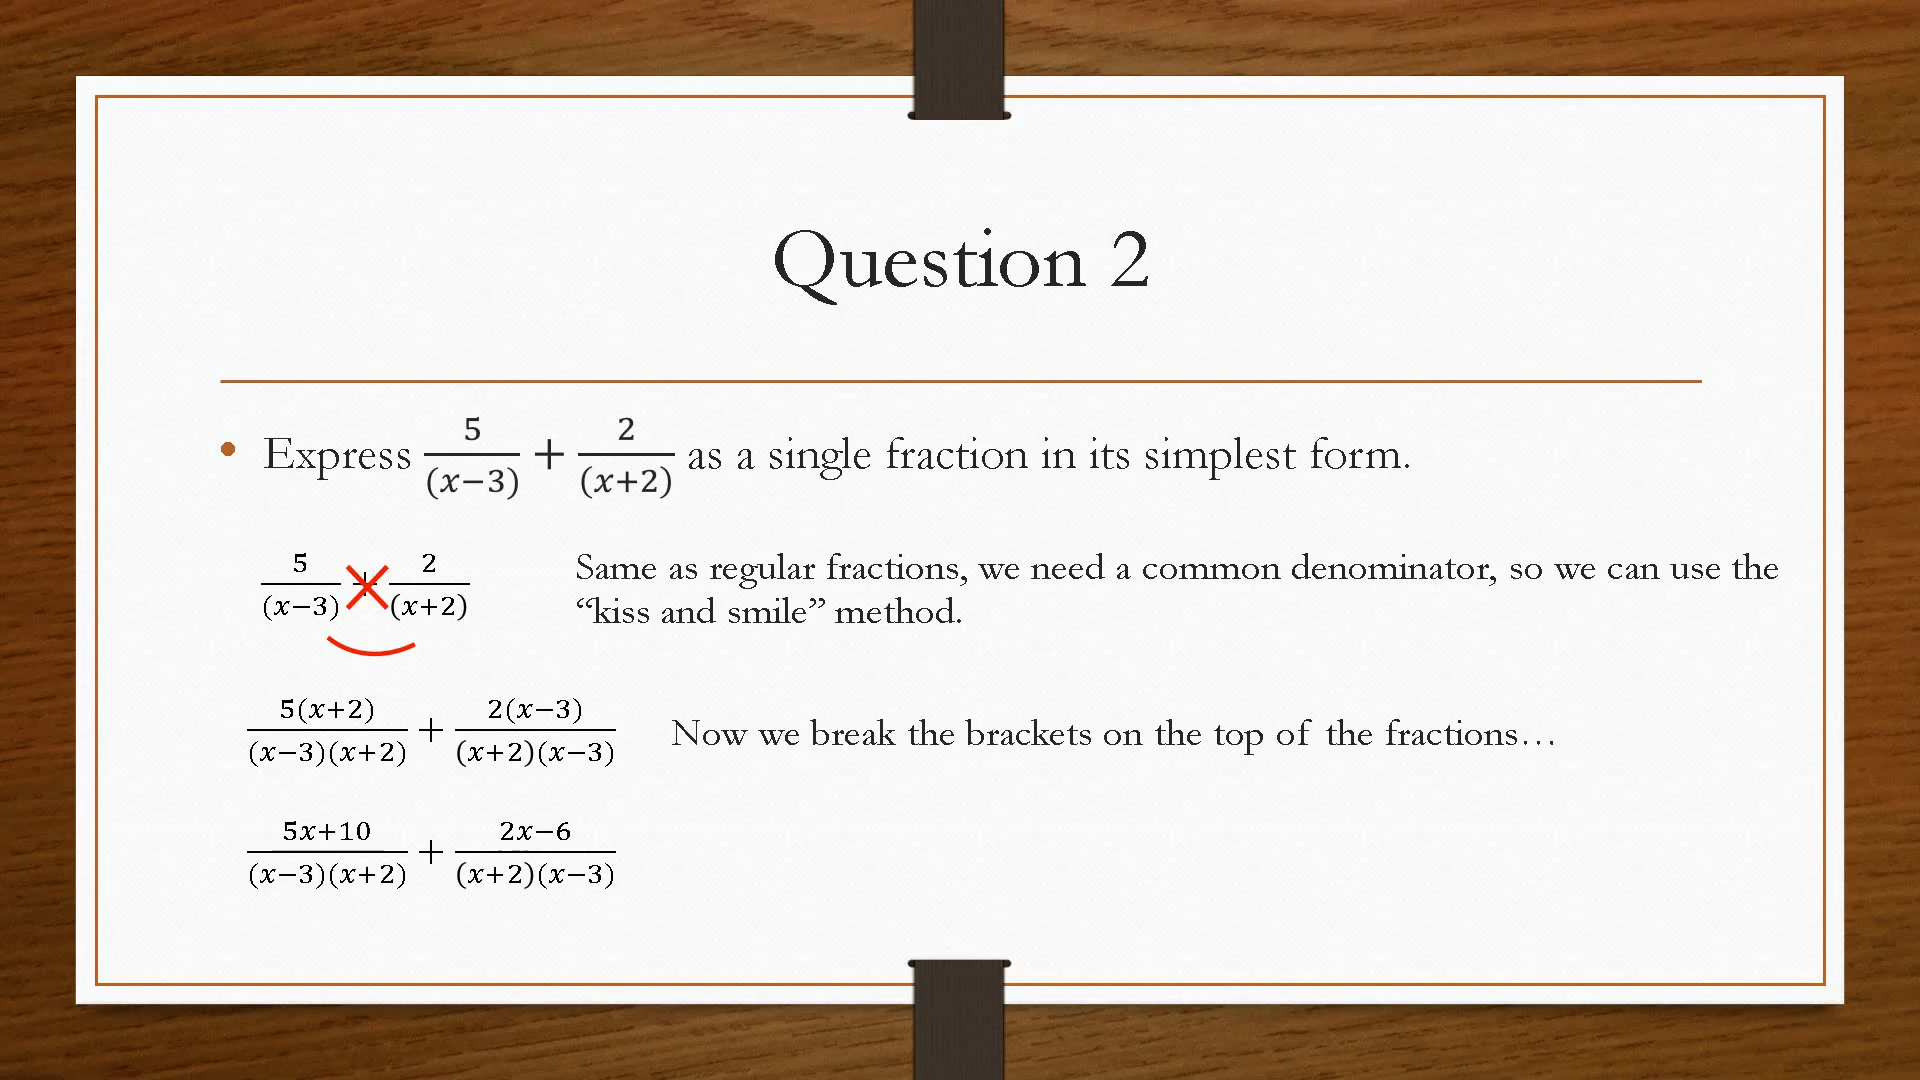 Question 2
• Express 5/(x−3) + 2/(x+2) as a single fraction in its simplest form.
5/(x−3) + 2/(x+2)
Same as regular fractions, we need a common denominator, so we can use the
“kiss and smile” method.
5(x+2)/(x−3)(x+2) + 2(x−3)/(x+2)(x−3)
Now we break the brackets on the top of the fractions…
5x+10/(x−3)(x+2) + 2x−6/(x+2)(x−3)